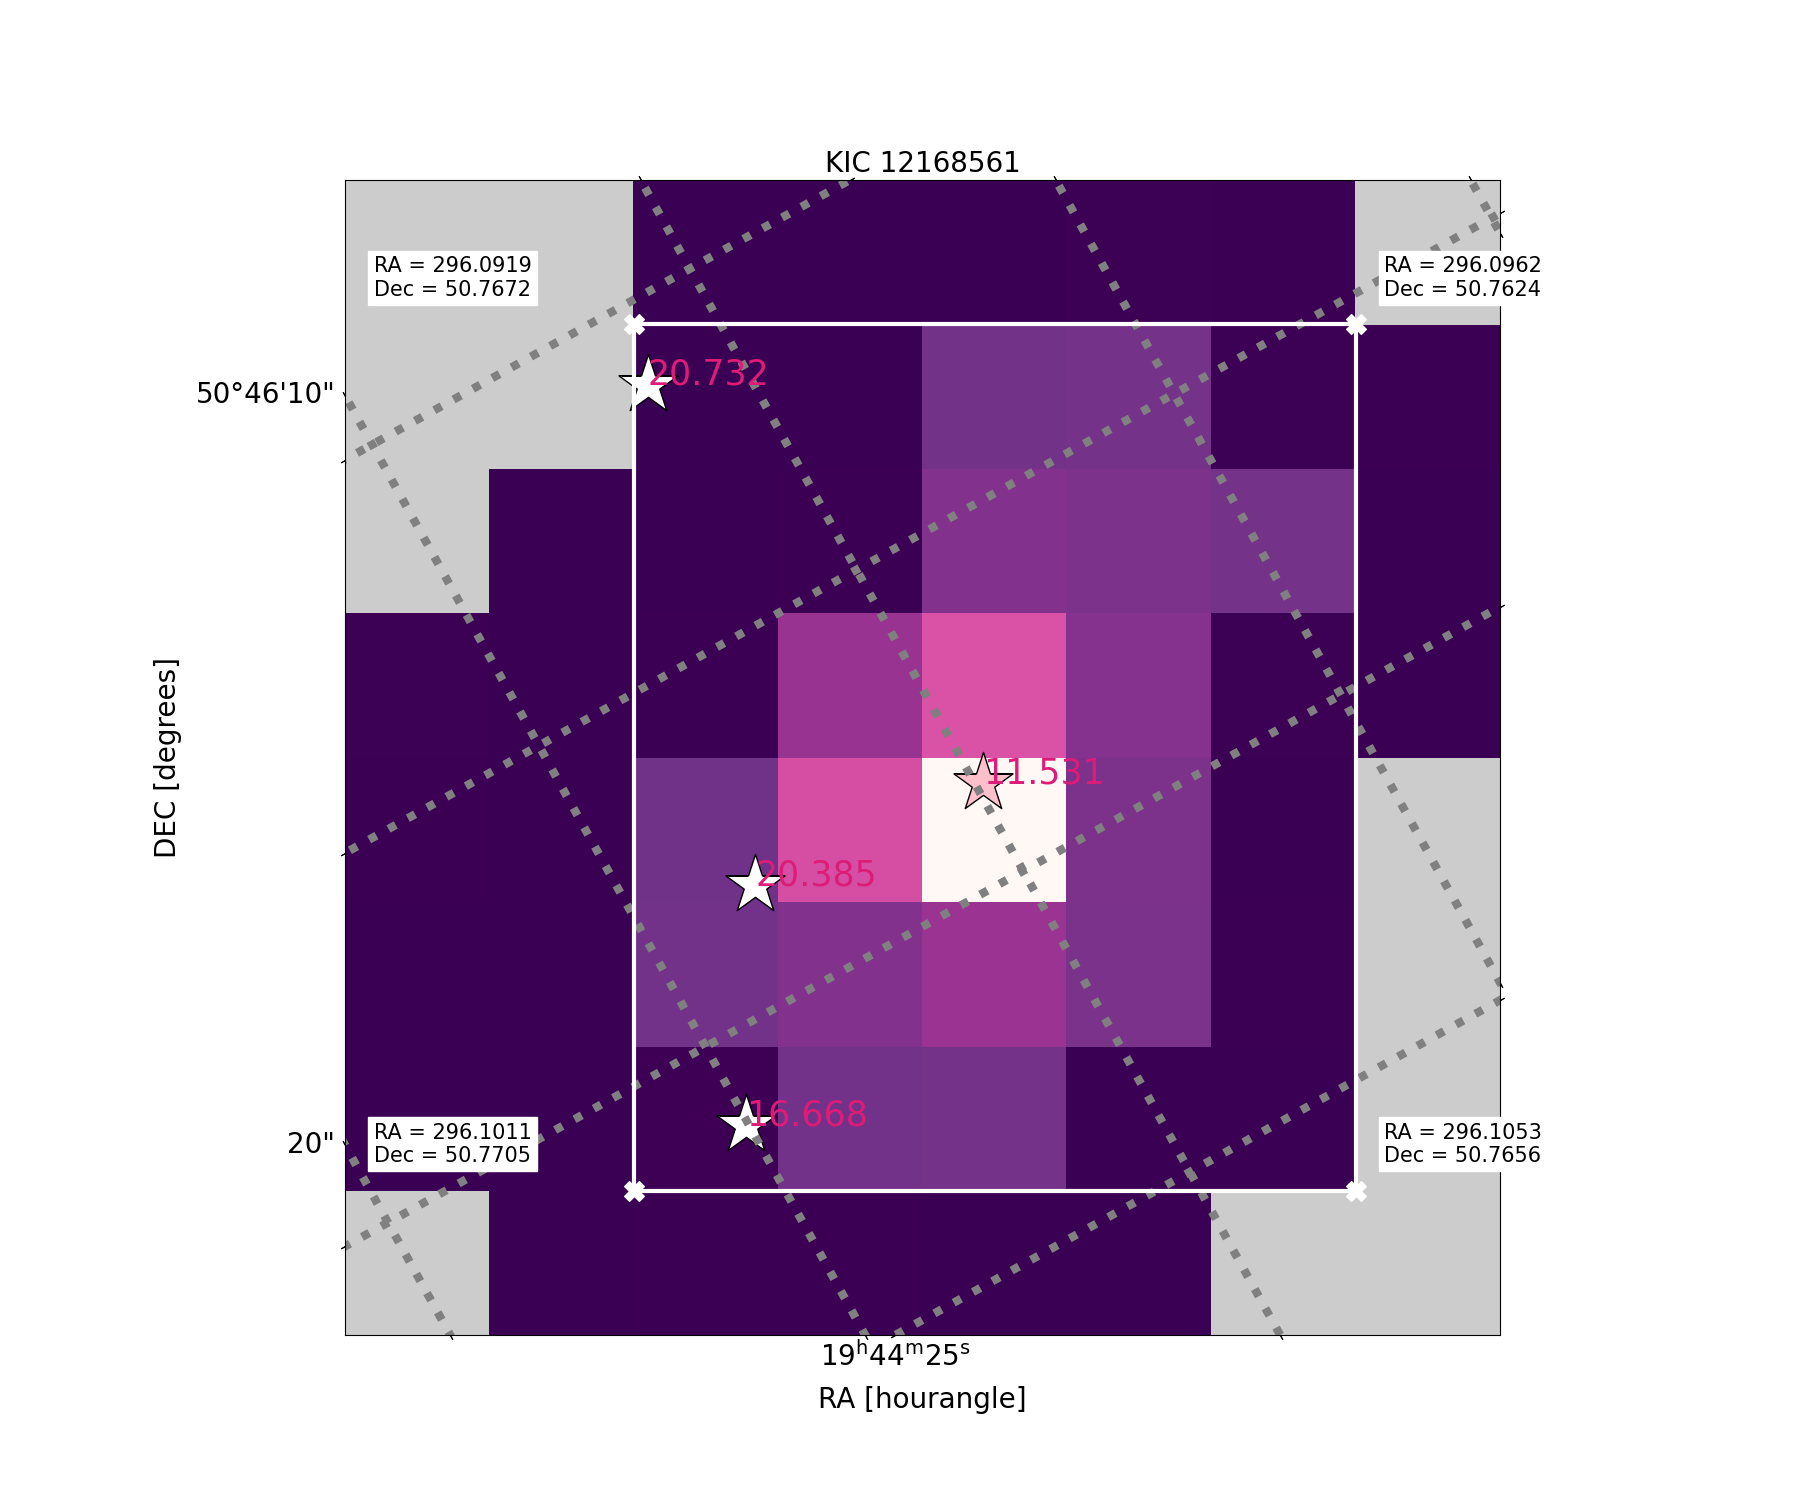 KIC 12168561
RA = 296.0919
Dec = 50.7672
RA = 296.0962
Dec = 50.7624
20.732
50°46'10"
11.531
20.385
DEC [degrees]
16.668
RA = 296.1011
Dec = 50.7705
RA = 296.1053
Dec = 50.7656
20"
19h44m25s
RA [hourangle]